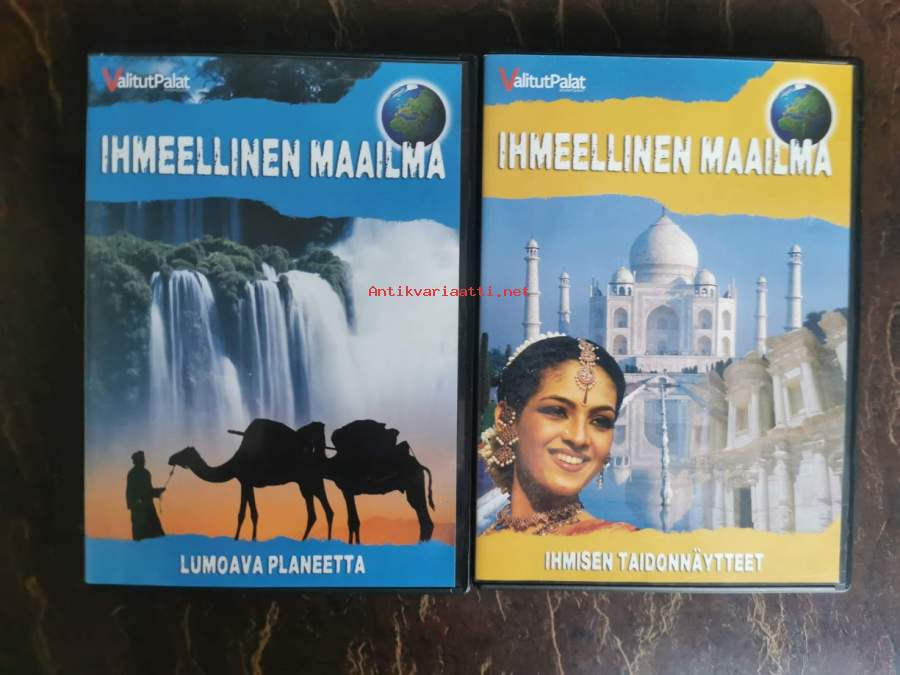 ValitutPalat
IHMEELLINEN MAAILMA
LUMOAVA PLANEETTA
ValitutPalat
IHMEELLINEN MAAILMA
IHMISEN TAIDONNÄYTTEET
Antikvariaatti.net